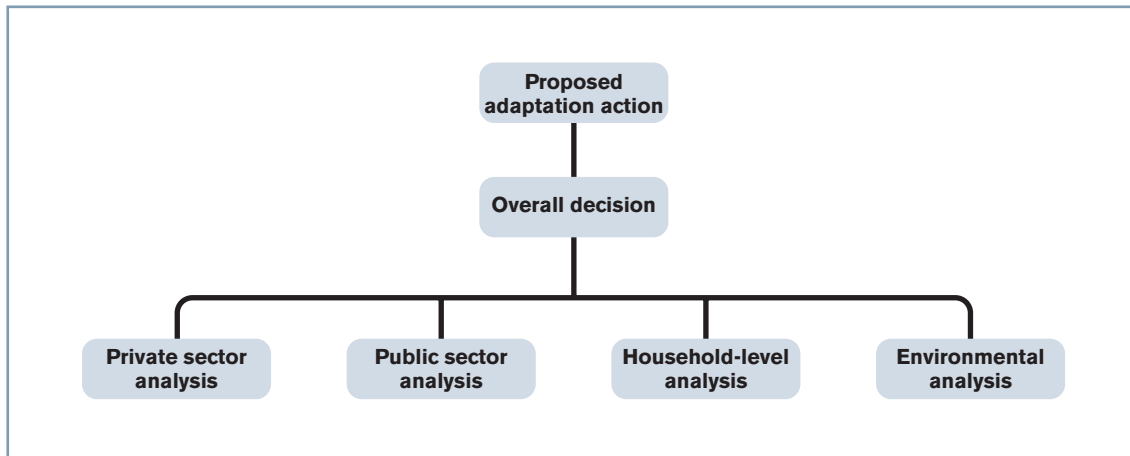 Proposed
adaptation action
Overall decision
Private sector
analysis
Public sector
analysis
Household-level
analysis
Environmental
analysis